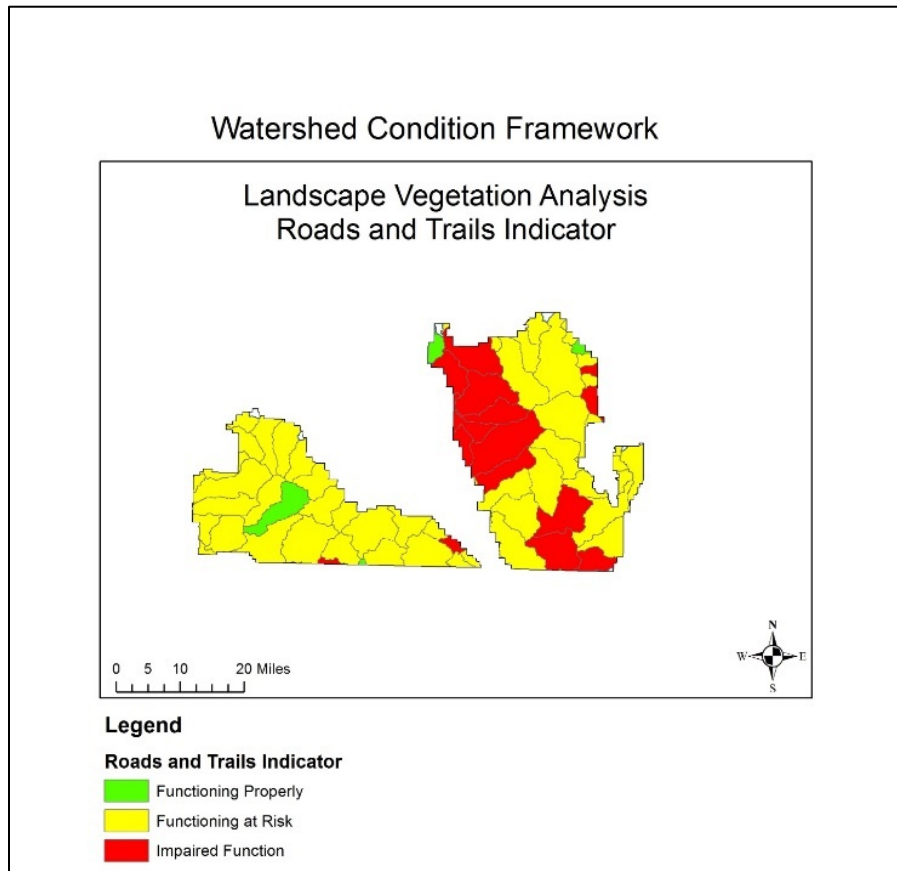 Watershed Condition Framework
Landscape Vegetation Analysis
Roads and Trails Indicator
N
W E
S
0 5 10 20 Miles
Legend
Roads and Trails Indicator
Functioning Properly
Functioning at Risk
Impaired Function